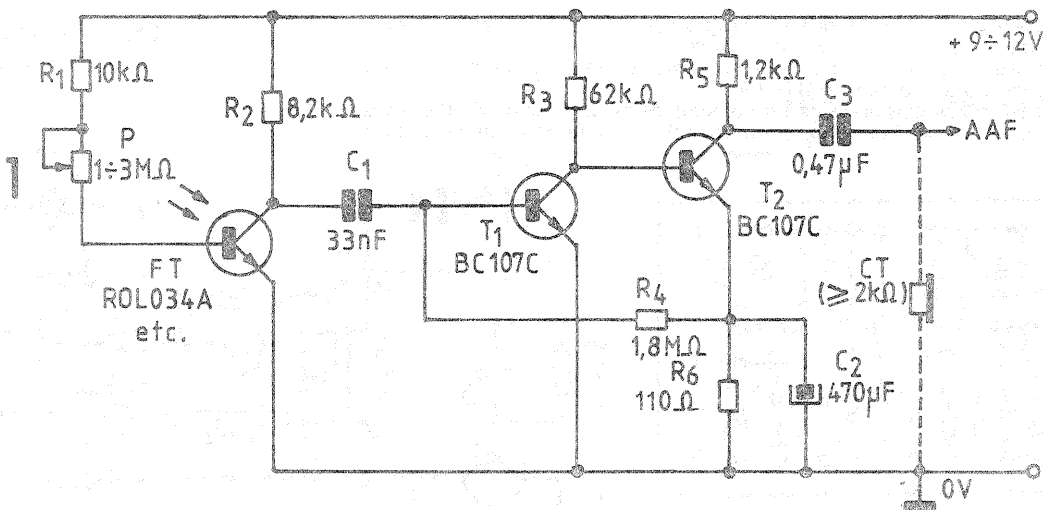 + 9÷12V
R1 10kΩ
P
1÷3MΩ
1
R2 8,2kΩ
C1
33nF
FT
ROL034A
etc.
R3 62kΩ
T1
BC107C
R5 1,2kΩ
C3
0,47µF
AAF
T2
BC107C
R4
1,8MΩ
R6
110Ω
C2
470µF
CT
(⩾2kΩ)
0V